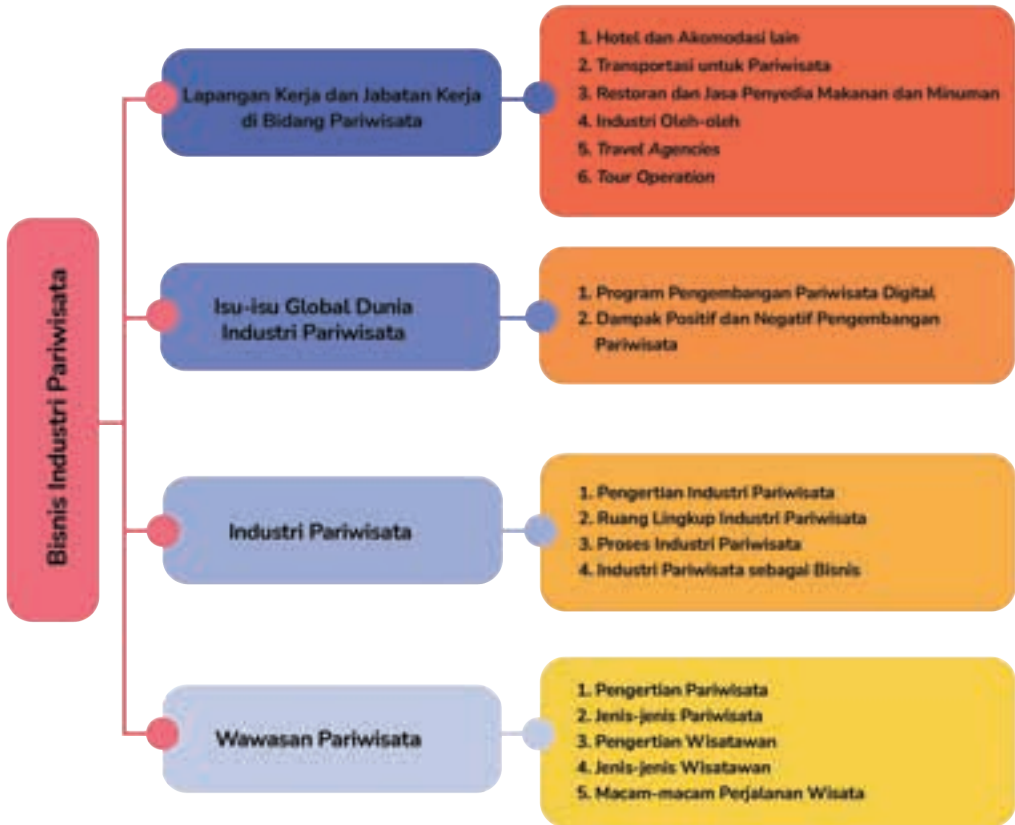 Bisnis Industri Pariwisata
Lapangan Kerja dan Jabatan Kerja
di Bidang Pariwisata
1. Hotel dan Akomodasi lain
2. Transportasi untuk Pariwisata
3. Restoran dan Jasa Penyedia Makanan dan Minuman
4. Industri Oleh-oleh
5. Travel Agencies
6. Tour Operation
Isu-isu Global Dunia
Industri Pariwisata
1. Program Pengembangan Pariwisata Digital
2. Dampak Positif dan Negatif Pengembangan
Pariwisata
Industri Pariwisata
1. Pengertian Industri Pariwisata
2. Ruang Lingkup Industri Pariwisata
3. Proses Industri Pariwisata
4. Industri Pariwisata sebagai Bisnis
Wawasan Pariwisata
1. Pengertian Pariwisata
2. Jenis-jenis Pariwisata
3. Pengertian Wisatawan
4. Jenis-jenis Wisatawan
5. Macam-macam Perjalanan Wisata